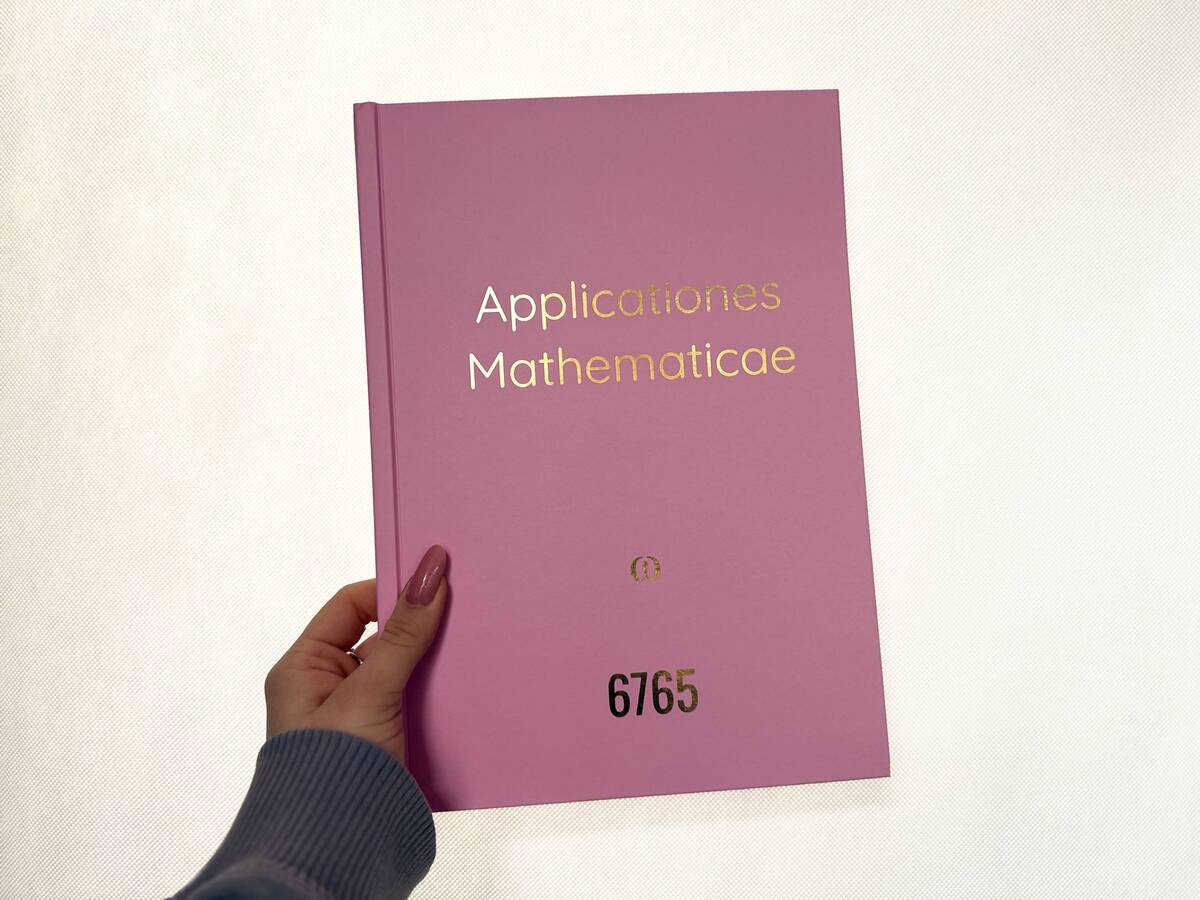 Applicationes
Mathematicae
ω
6765